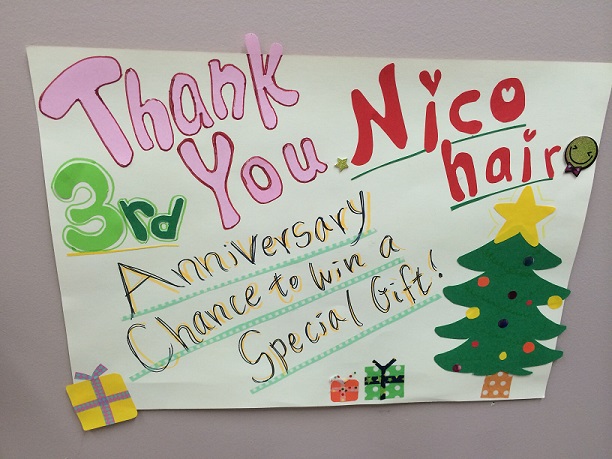 Thank
You
Nico
hair
3rd
Anniversary
Chance to win a
Special Gift!